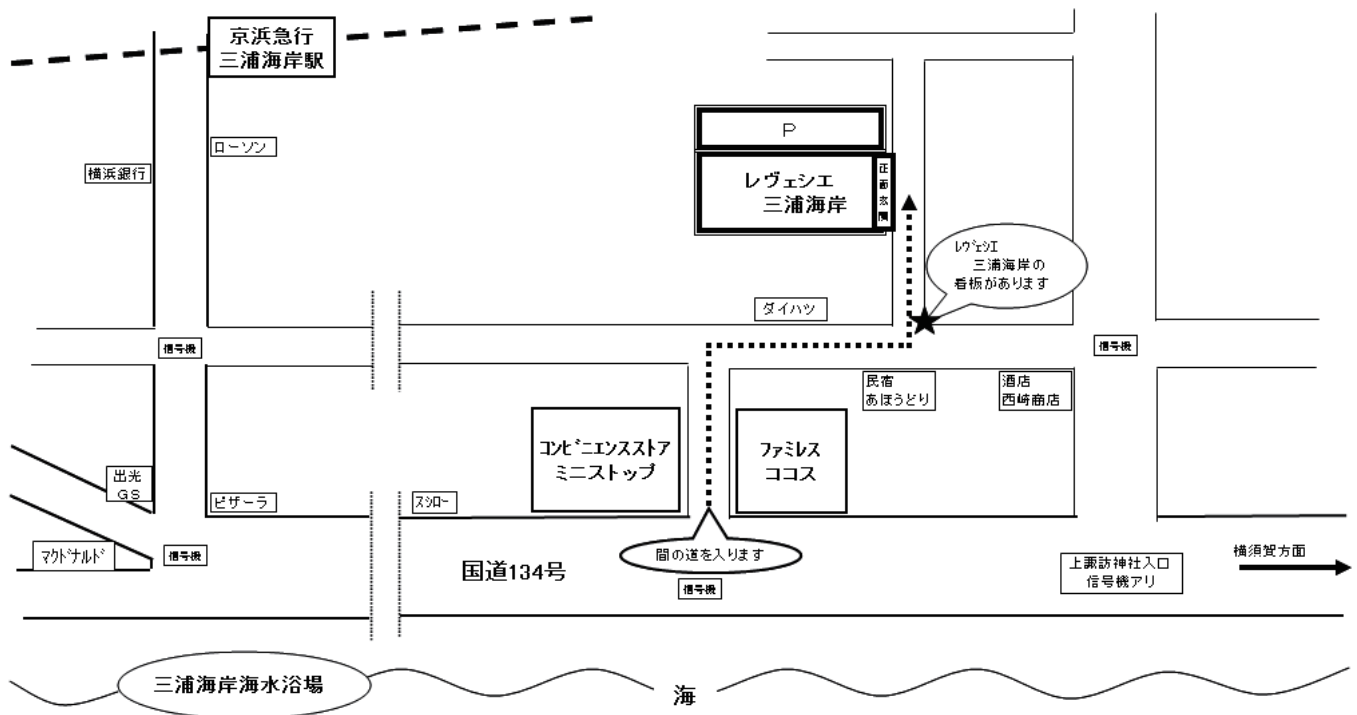 京浜急行
三浦海岸駅
ローソン
横浜銀行
P
レヴェシエ
三浦海岸
正面玄関
ﾚｳﾞｪｼｴ
三浦海岸の
看板があります
ダイハツ
信号機
信号機
民宿
あほうどり
酒店
西崎商店
コンビニエンスストア
ミニストップ
ファミレス
ココス
出光
GS
ピザーラ
スシロー
マクドナルド
信号機
間の道を入ります
国道134号
信号機
上諏訪神社入口
信号機アリ
横須賀方面
三浦海岸海水浴場
海